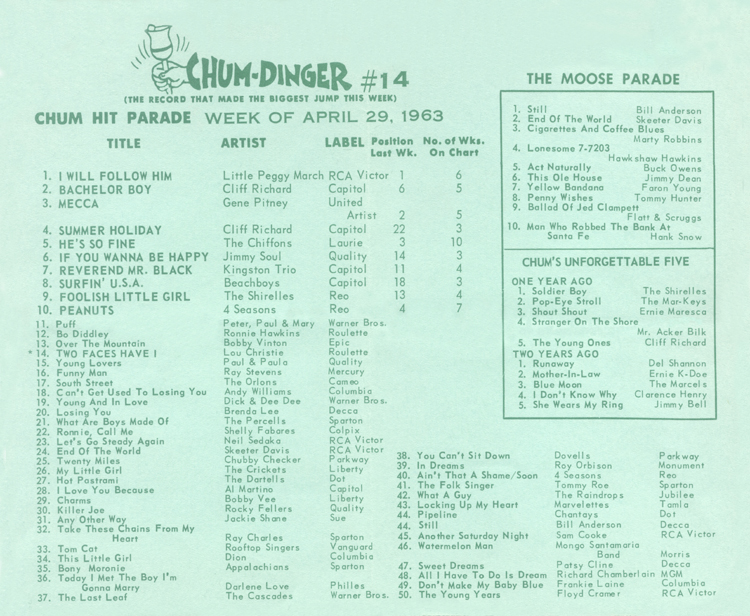 CHUM-DINGER #14
(THE RECORD THAT MADE THE BIGGEST JUMP THIS WEEK)
CHUM HIT PARADE WEEK OF APRIL 29, 1963
TITLE ARTIST LABEL Position Last Wk. No. of Wks. On Chart
1. I WILL FOLLOW HIM Little Peggy March RCA Victor 1 6
2. BACHELOR BOY Cliff Richard Capitol 6 5
3. MECCA Gene Pitney United
Artist 2 5
4. SUMMER HOLIDAY Cliff Richard Capitol 22 3
5. HE'S SO FINE The Chiffons Laurie 3 10
6. IF YOU WANNA BE HAPPY Jimmy Soul Quality 14 3
7. REVEREND MR. BLACK Kingston Trio Capitol 11 4
8. SURFIN' U.S.A. Beachboys Capitol 18 3
9. FOOLISH LITTLE GIRL The Shirelles Reo 13 4
10. PEANUTS 4 Seasons Reo 4 7
11. Puff Peter, Paul & Mary Warner Bros.
12. Bo Diddley Ronnie Hawkins Roulette
13. Over The Mountain Bobby Vinton Epic
*14. TWO FACES HAVE I Lou Christie Roulette
15. Young Lovers Paul & Paula Quality
16. Funny Man Ray Stevens Mercury
17. South Street The Orlons Cameo
18. Can't Get Used To Losing You Andy Williams Columbia
19. Young And In Love Dick & Dee Dee Warner Bros.
20. Losing You Brenda Lee Decca
21. What Are Boys Made Of The Percells Sparton
22. Ronnie, Call Me Shelly Fabares Colpix
23. Let's Go Steady Again Neil Sedaka RCA Victor
24. End Of The World Skeeter Davis RCA Victor
25. Twenty Miles Chubby Checker Parkway
26. My Little Girl The Crickets Liberty
27. Hot Pastrami The Dartells Dot
28. I Love You Because Al Martino Capitol
29. Charms Bobby Vee Liberty
30. Killer Joe Rocky Fellers Quality
31. Any Other Way Jackie Shane Sue
32. Take These Chains From My
Heart Ray Charles Sparton
33. Tom Cat Rooftop Singers Vanguard
34. This Little Girl Dion Columbia
35. Bony Moronie Appalachians Sparton
36. Today I Met The Boy I'm
Gonna Marry Darlene Love Philles
37. The Last Leaf The Cascades Warner Bros.
38. You Can't Sit Down Dovells Parkway
39. In Dreams Roy Orbison Monument
40. Ain't That A Shame/Soon 4 Seasons Reo
41. The Folk Singer Tommy Roe Sparton
42. What A Guy The Raindrops Jubilee
43. Locking Up My Heart Marvelettes Tamla
44. Pipeline Chantays Dot
44. Still Bill Anderson Decca
45. Another Saturday Night Sam Cooke RCA Victor
46. Watermelon Man Mongo Santamaria
Band Morris
47. Sweet Dreams Patsy Cline Decca
48. All I Have To Do Is Dream Richard Chamberlain MGM
49. Don't Make My Baby Blue Frankie Laine Columbia
50. The Young Years Floyd Cramer RCA Victor
THE MOOSE PARADE
1. Still Bill Anderson
2. End Of The World Skeeter Davis
3. Cigarettes And Coffee Blues
Marty Robbins
4. Lonesome 7-7203
Hawkshaw Hawkins
5. Act Naturally Buck Owens
6. This Ole House Jimmy Dean
7. Yellow Bandana Faron Young
8. Penny Wishes Tommy Hunter
9. Ballad Of Jed Clampett
Flatt & Scruggs
10. Man Who Robbed The Bank At
Santa Fe Hank Snow
CHUM'S UNFORGETTABLE FIVE
ONE YEAR AGO
1. Soldier Boy The Shirelles
2. Pop-Eye Stroll The Mar-Keys
3. Shout Shout Ernie Maresca
4. Stranger On The Shore
Mr. Acker Bilk
5. The Young Ones Cliff Richard
TWO YEARS AGO
1. Runaway Del Shannon
2. Mother-In-Law Ernie K-Doe
3. Blue Moon The Marcels
4. I Don't Know Why Clarence Henry
5. She Wears My Ring Jimmy Bell